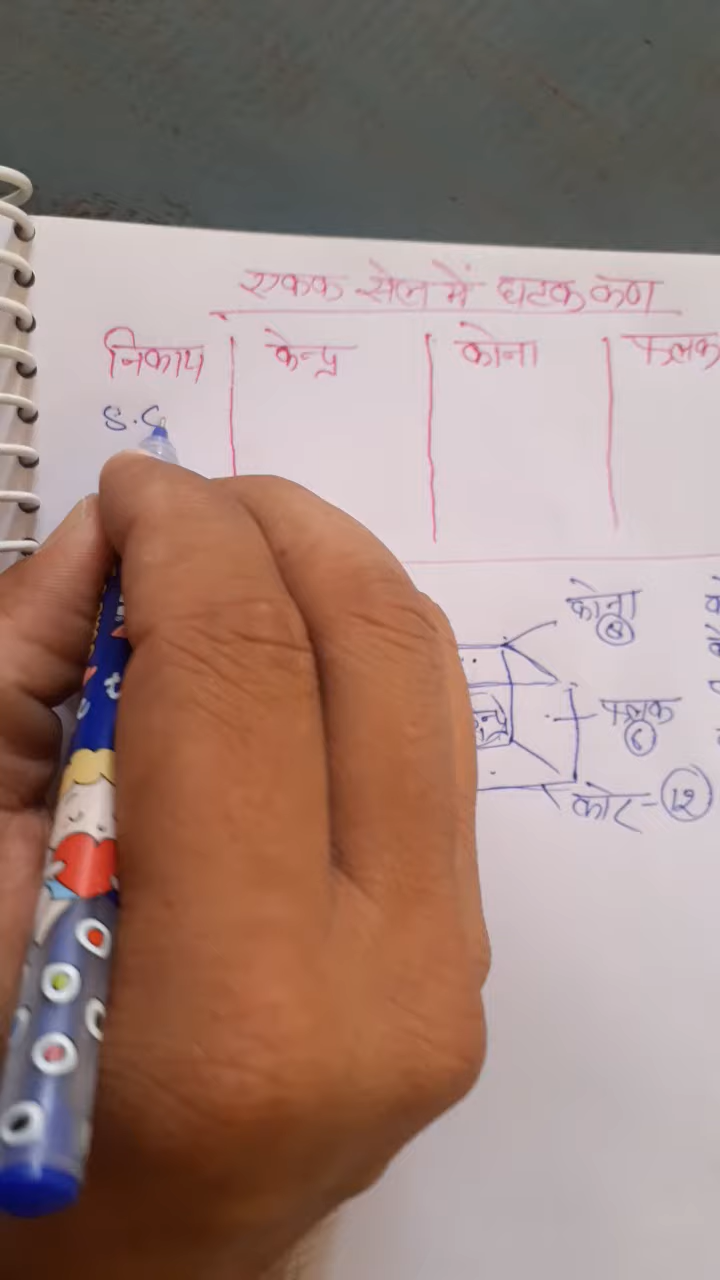 एकक सेल में घटक कण
निकाय केन्द्र कोना फलक
S.C
कोना
8
फलक
6
कोर-12